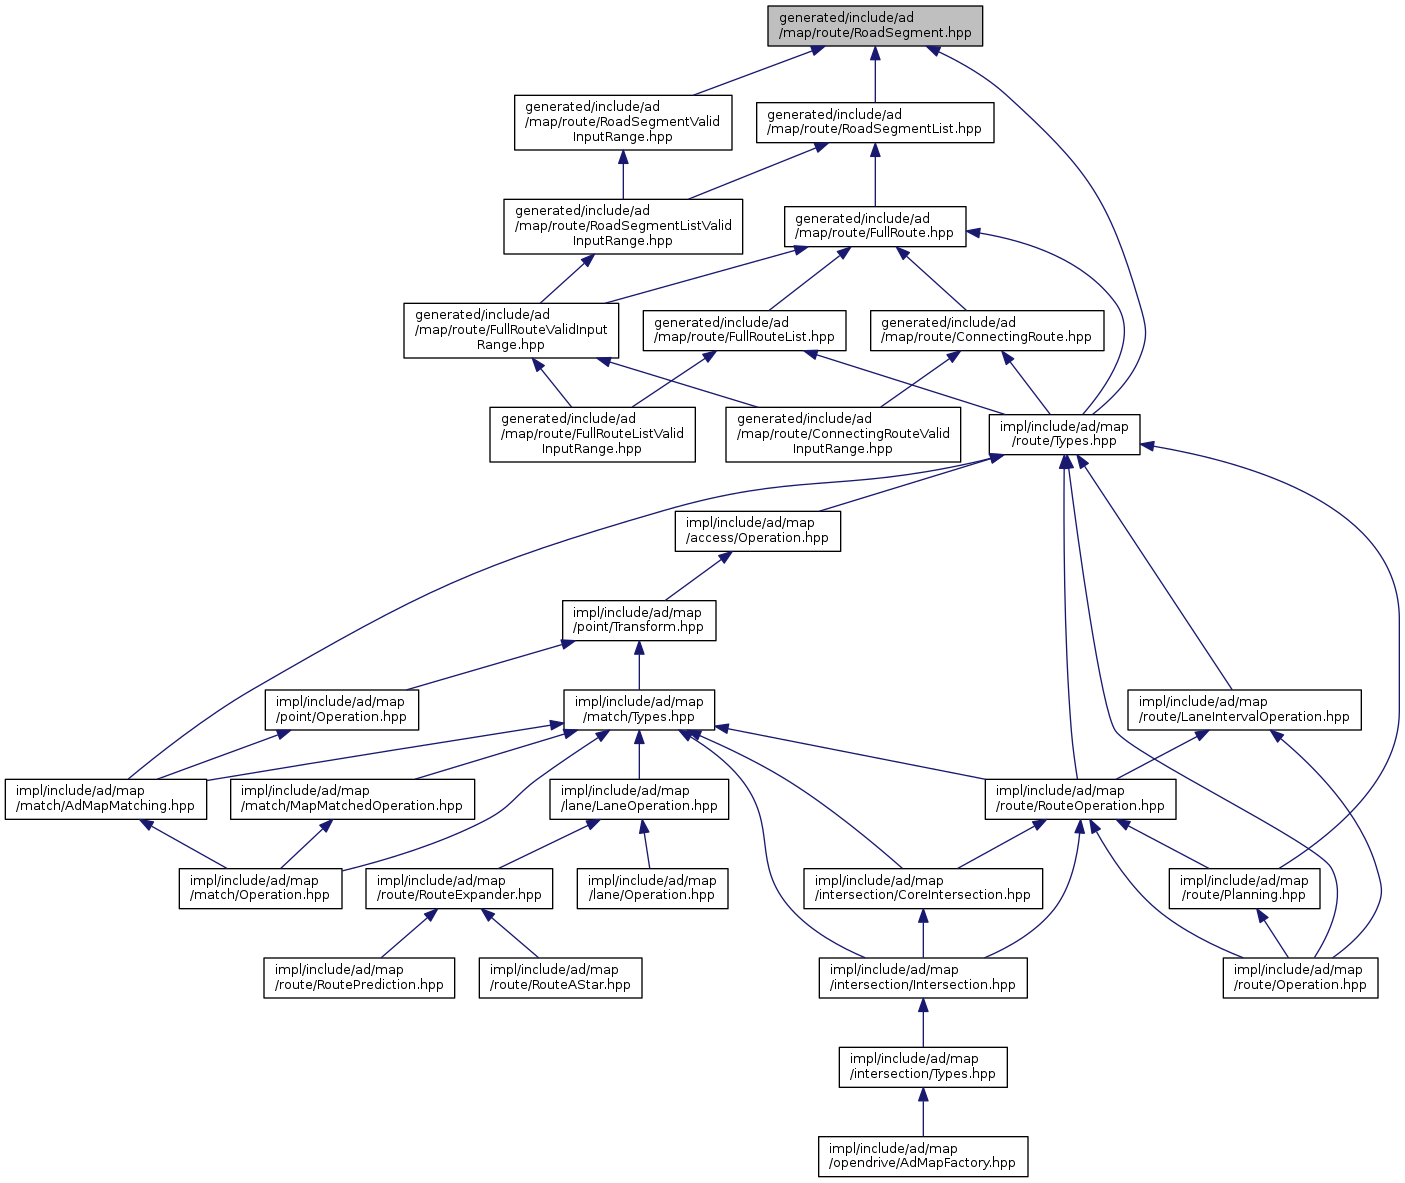 generated/include/ad
/map/route/RoadSegment.hpp
generated/include/ad
/map/route/RoadSegmentValid
InputRange.hpp
generated/include/ad
/map/route/RoadSegmentList.hpp
generated/include/ad
/map/route/RoadSegmentListValid
InputRange.hpp
generated/include/ad
/map/route/FullRoute.hpp
generated/include/ad
/map/route/FullRouteValidInput
Range.hpp
generated/include/ad
/map/route/FullRouteList.hpp
generated/include/ad
/map/route/ConnectingRoute.hpp
generated/include/ad
/map/route/FullRouteListValid
InputRange.hpp
generated/include/ad
/map/route/ConnectingRouteValid
InputRange.hpp
impl/include/ad/map
/route/Types.hpp
impl/include/ad/map
/access/Operation.hpp
impl/include/ad/map
/point/Transform.hpp
impl/include/ad/map
/point/Operation.hpp
impl/include/ad/map
/match/Types.hpp
impl/include/ad/map
/route/LaneIntervalOperation.hpp
impl/include/ad/map
/match/AdMapMatching.hpp
impl/include/ad/map
/match/MapMatchedOperation.hpp
impl/include/ad/map
/lane/LaneOperation.hpp
impl/include/ad/map
/route/RouteOperation.hpp
impl/include/ad/map
/match/Operation.hpp
impl/include/ad/map
/route/RouteExpander.hpp
impl/include/ad/map
/lane/Operation.hpp
impl/include/ad/map
/intersection/CoreIntersection.hpp
impl/include/ad/map
/route/Planning.hpp
impl/include/ad/map
/route/RoutePrediction.hpp
impl/include/ad/map
/route/RouteAStar.hpp
impl/include/ad/map
/intersection/Intersection.hpp
impl/include/ad/map
/route/Operation.hpp
impl/include/ad/map
/intersection/Types.hpp
impl/include/ad/map
/opendrive/AdMapFactory.hpp